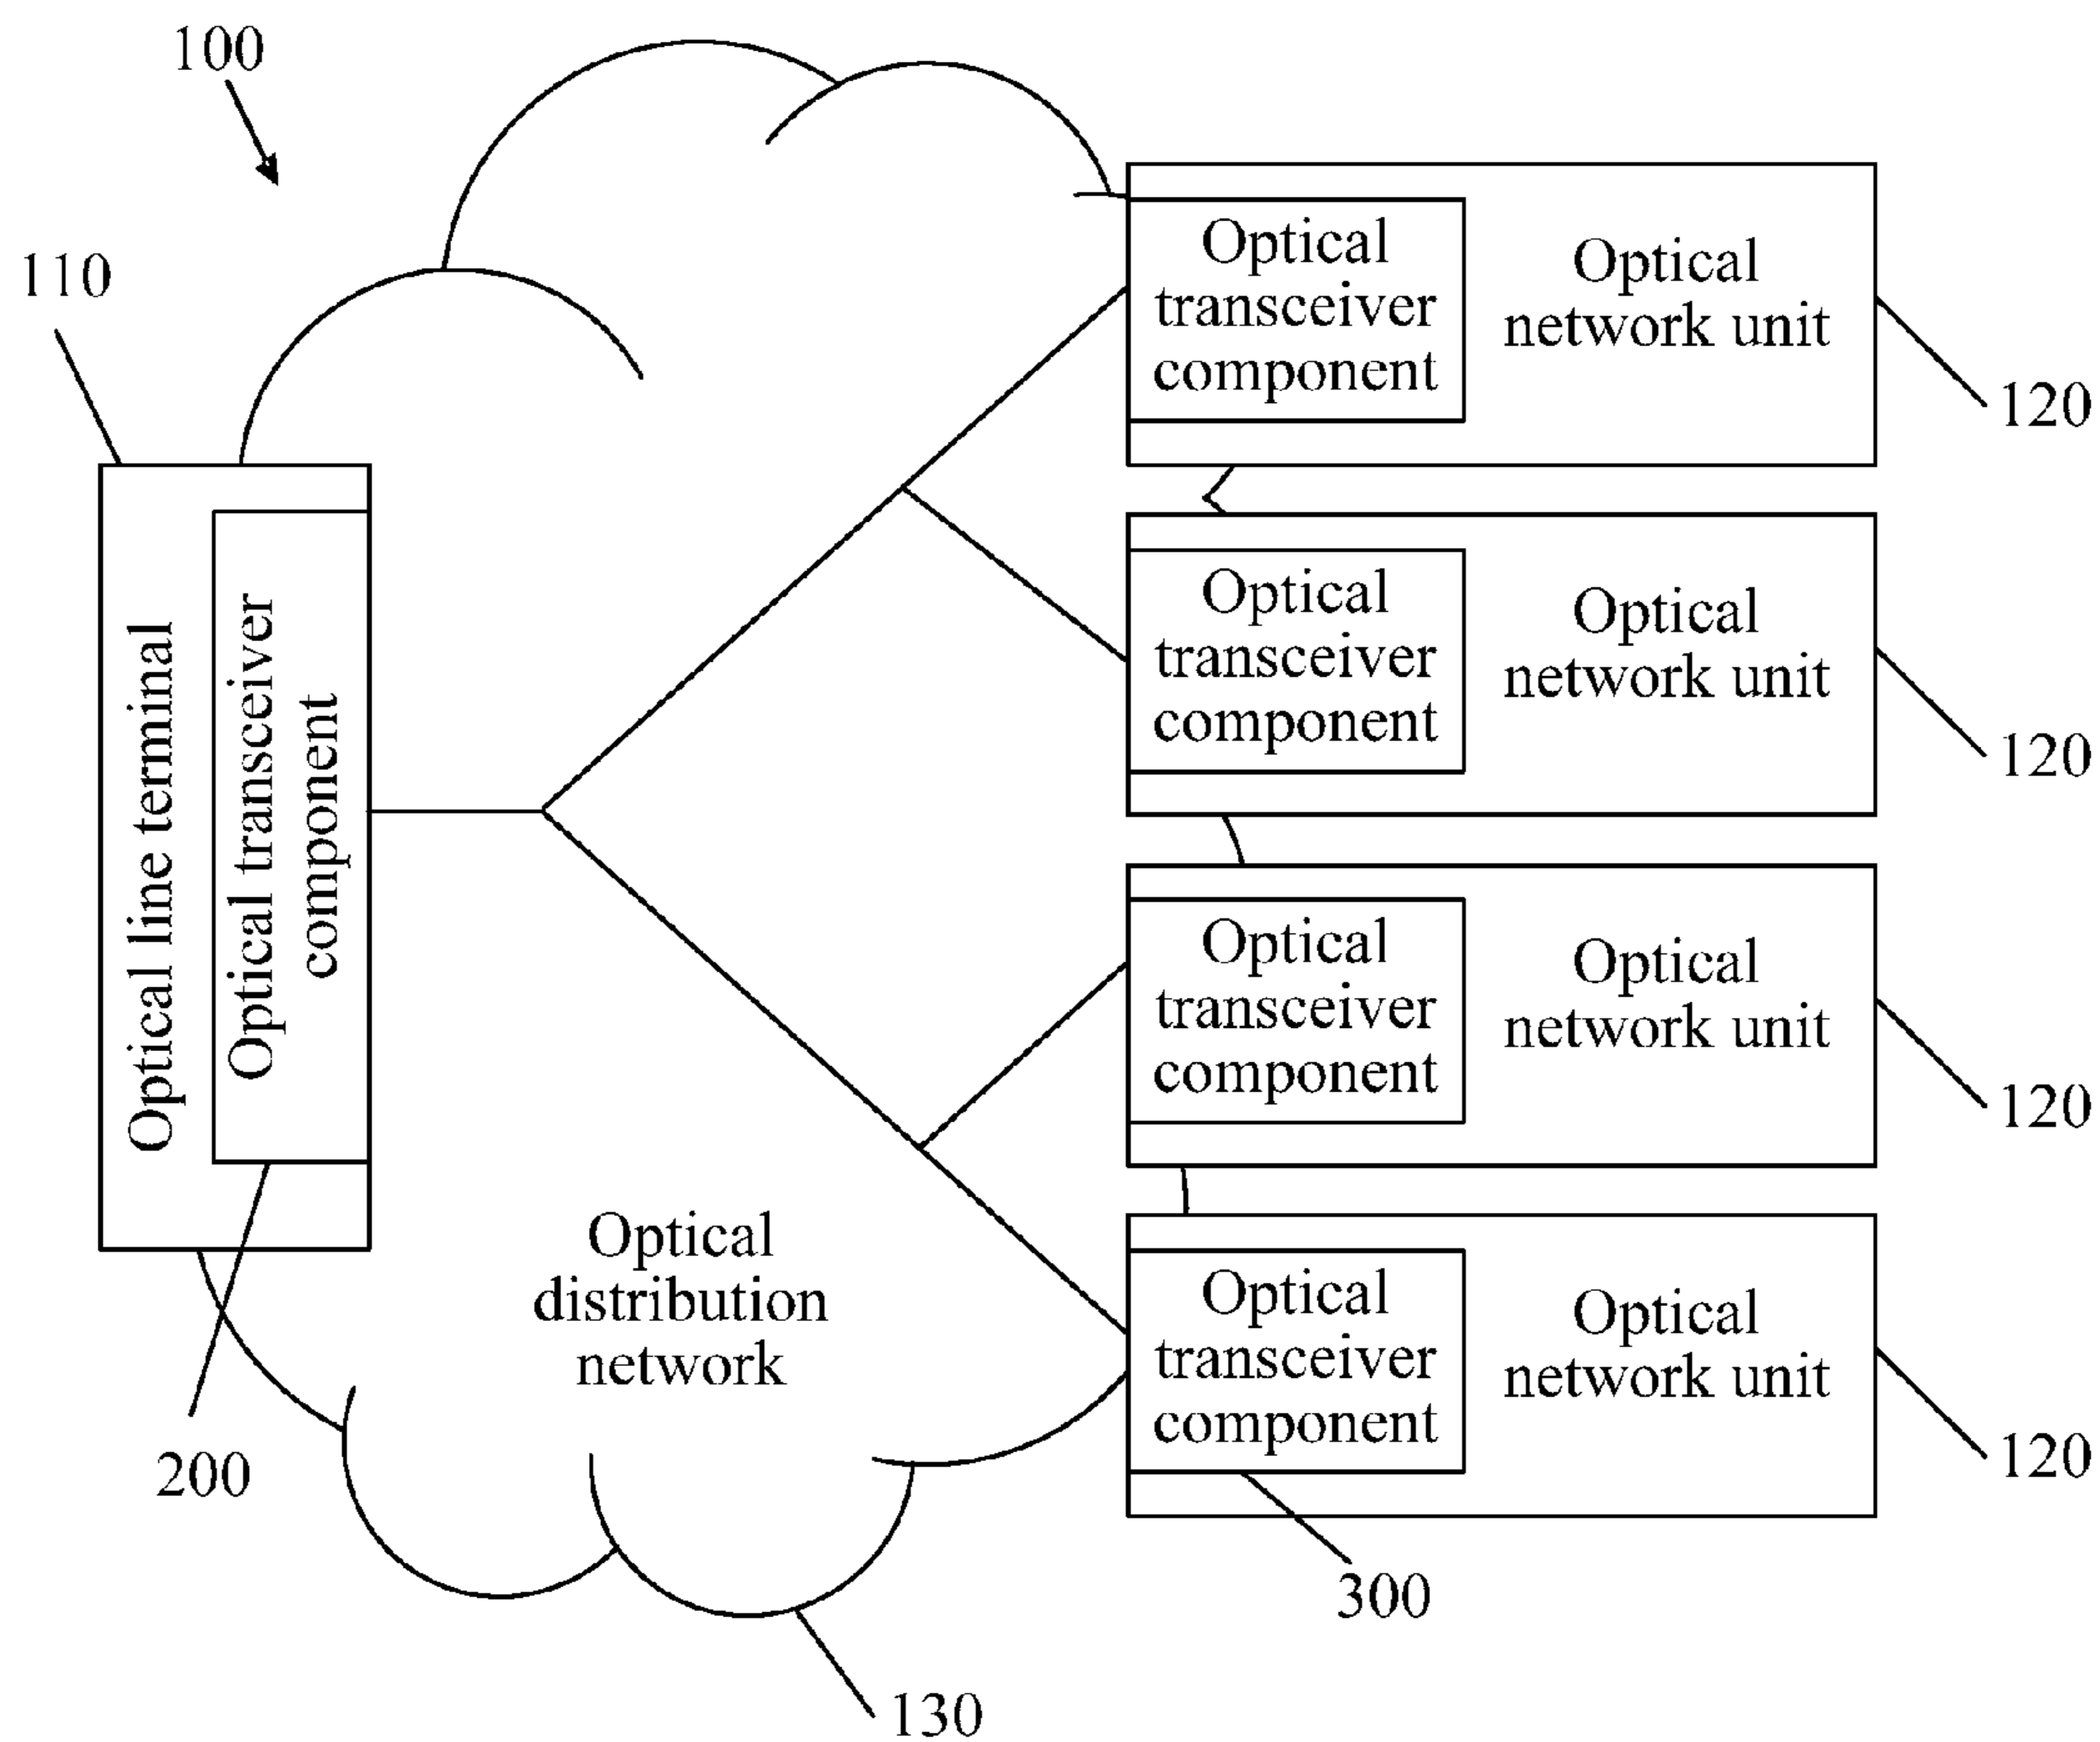 100
110
Optical line terminal
Optical transceiver
component
200
Optical
distribution
network
130
Optical
transceiver
component
Optical
network unit
120
Optical
transceiver
component
Optical
network unit
120
Optical
transceiver
component
Optical
network unit
120
Optical
transceiver
component
Optical
network unit
120
300